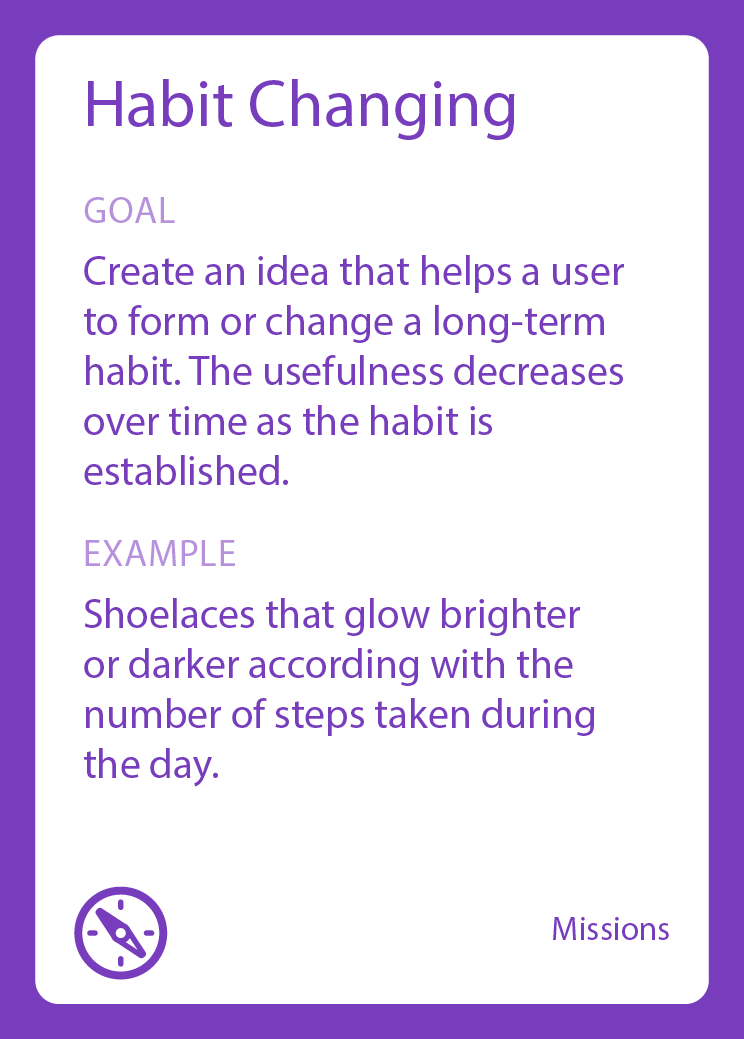 Habit Changing
GOAL
Create an idea that helps a user
to form or change a long-term
habit. The usefulness decreases
over time as the habit is
established.
EXAMPLE
Shoelaces that glow brighter
or darker according with the
number of steps taken during
the day.
Missions